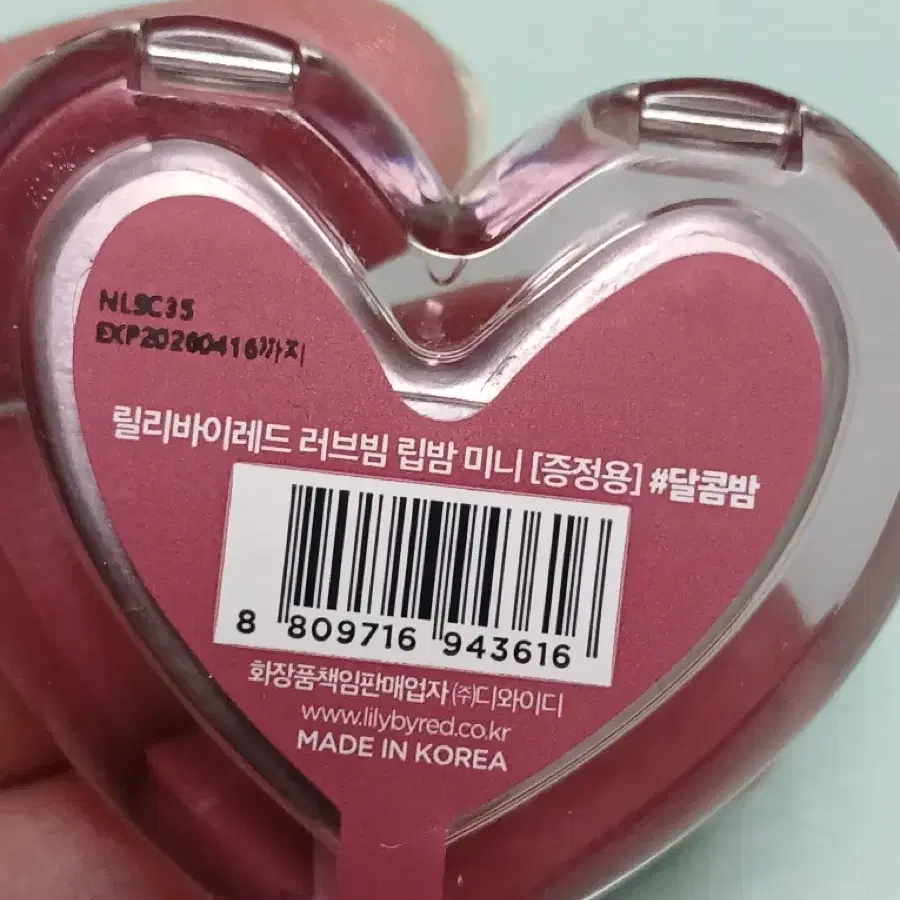 NLSC35
EXP20260416까지
릴리바이레드 러브빔 립밤 미니 [증정용] #달콤밤
8 809716 943616
화장품책임판매업자 (주)디와이디
www.lilybyred.co.kr
MADE IN KOREA